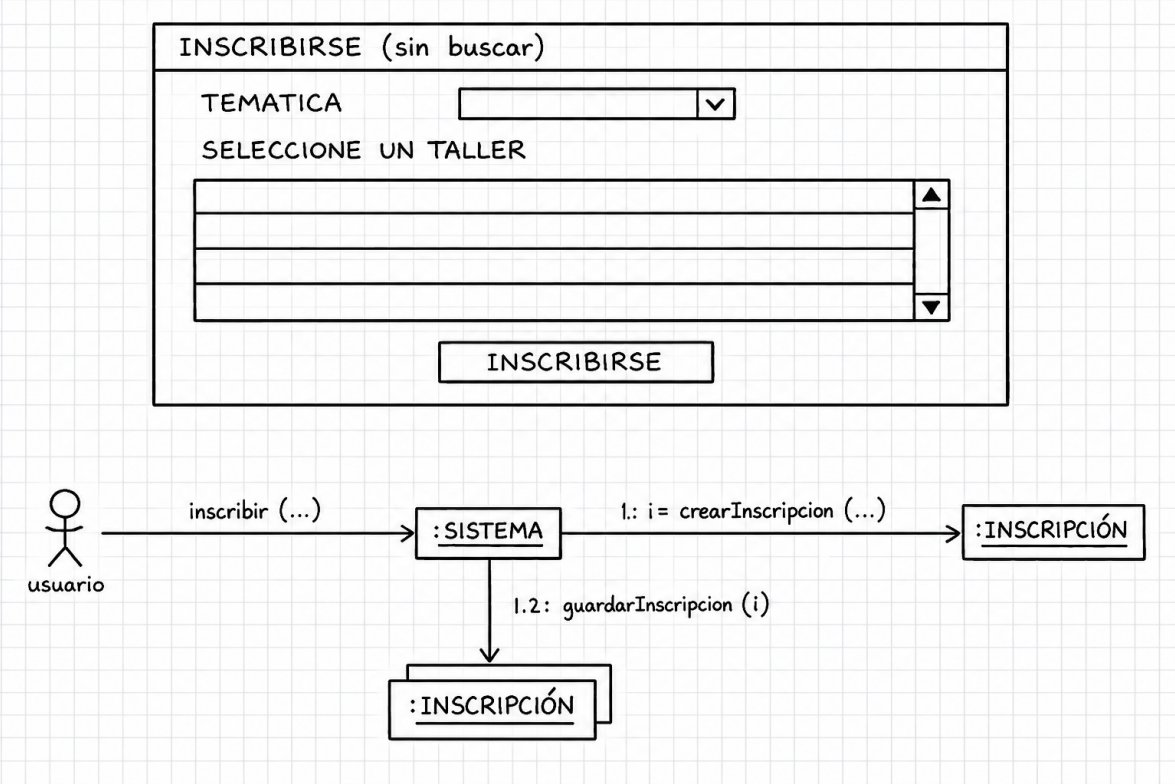 INSCRIBIRSE (sin buscar)
TEMATICA
SELECCIONE UN TALLER
INSCRIBIRSE
inscribir (...)
:SISTEMA
1.: i= crearInscripcion (...)
:INSCRIPCIÓN
usuario
1.2: guardarInscripcion (i)
:INSCRIPCIÓN